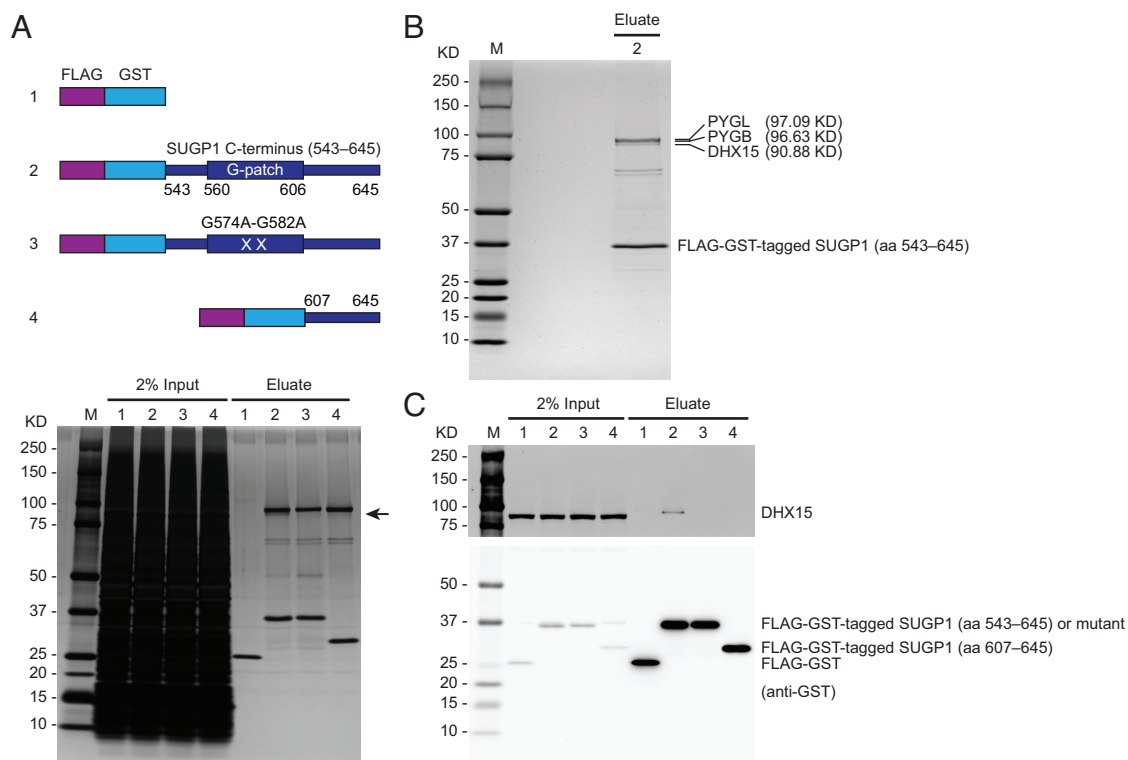 A
FLAG GST
1
SUGP1 C-terminus (543–645)
2
G-patch
543 560 606 645
G574A-G582A
3
X X
607 645
4
2% Input Eluate
KD M 1 2 3 4 1 2 3 4
250 -
150 -
100 -
75 -
50 -
37 -
25 -
20 -
15 -
10 -
B
Eluate
KD M 2
250 -
150 -
100 -
75 -
50 -
37 -
25 -
20 -
15 -
10 -
PYGL (97.09 KD)
PYGB (96.63 KD)
DHX15 (90.88 KD)
FLAG-GST-tagged SUGP1 (aa 543–645)
C
2% Input Eluate
KD M 1 2 3 4 1 2 3 4
250 -
150 -
100 -
75 -
DHX15
50 -
37 -
25 -
20 -
15 -
10 -
FLAG-GST-tagged SUGP1 (aa 543–645) or mutant
FLAG-GST-tagged SUGP1 (aa 607–645)
FLAG-GST
(anti-GST)